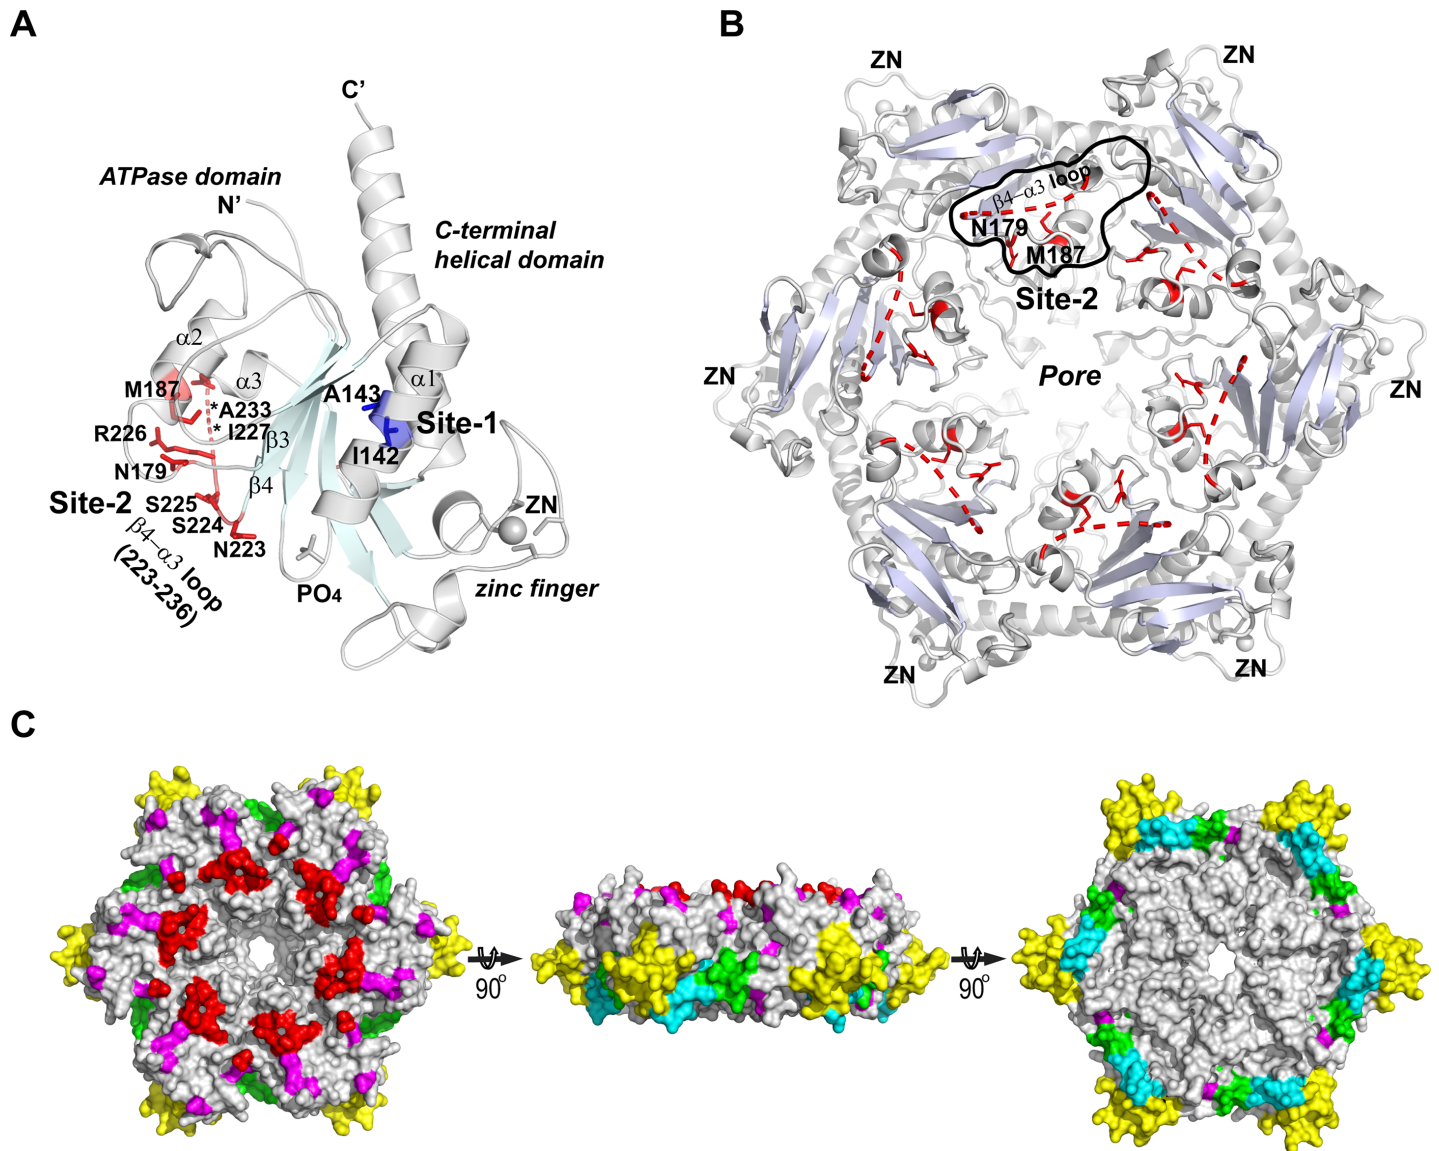 A
C'
ATPase domain
N'
C-terminal
helical domain
α2
α3
α1
M187
*A233
A143
Site-1
R226
* I227
β3
I142
N179
β4
Site-2
S225
S224
N223
ZN
β4–α3 loop
(223-236)
PO4
zinc finger
B
ZN
ZN
β4–α3 loop
N179
M187
Site-2
Pore
ZN
ZN
ZN
ZN
C
90°
90°